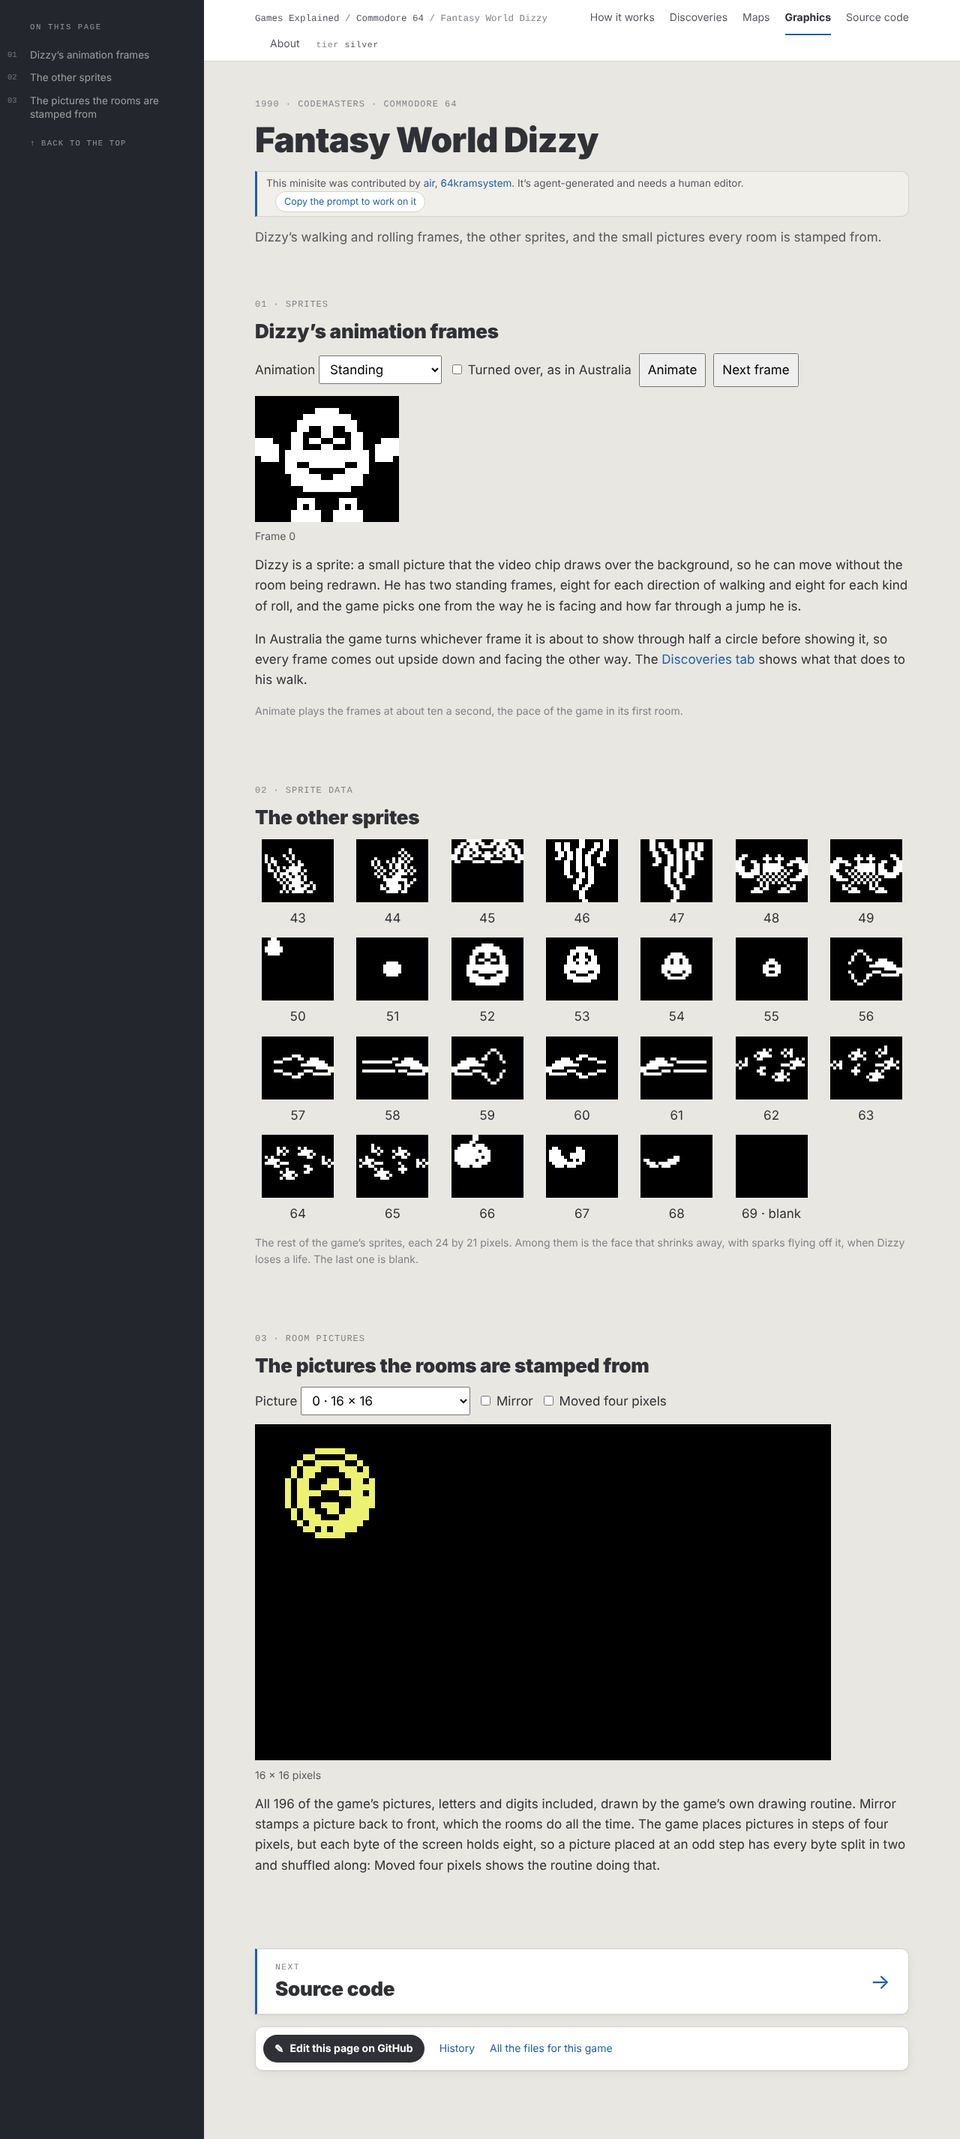 ON THIS PAGE
01 Dizzy’s animation frames
02 The other sprites
03 The pictures the rooms are
stamped from
↑ BACK TO THE TOP
Games Explained / Commodore 64 / Fantasy World Dizzy
How it works Discoveries Maps Graphics Source code
About tier silver
1990 · CODEMASTERS · COMMODORE 64
Fantasy World Dizzy
This minisite was contributed by air, 64kramsystem. It’s agent-generated and needs a human editor.
Copy the prompt to work on it
Dizzy’s walking and rolling frames, the other sprites, and the small pictures every room is stamped from.
01 · SPRITES
Dizzy’s animation frames
Animation Standing Turned over, as in Australia Animate Next frame
Frame 0
Dizzy is a sprite: a small picture that the video chip draws over the background, so he can move without the
room being redrawn. He has two standing frames, eight for each direction of walking and eight for each kind
of roll, and the game picks one from the way he is facing and how far through a jump he is.
In Australia the game turns whichever frame it is about to show through half a circle before showing it, so
every frame comes out upside down and facing the other way. The Discoveries tab shows what that does to
his walk.
Animate plays the frames at about ten a second, the pace of the game in its first room.
02 · SPRITE DATA
The other sprites
43 44 45 46 47 48 49
50 51 52 53 54 55 56
57 58 59 60 61 62 63
64 65 66 67 68 69 · blank
The rest of the game’s sprites, each 24 by 21 pixels. Among them is the face that shrinks away, with sparks flying off it, when Dizzy
loses a life. The last one is blank.
03 · ROOM PICTURES
The pictures the rooms are stamped from
Picture 0 · 16 × 16 Mirror Moved four pixels
16 × 16 pixels
All 196 of the game’s pictures, letters and digits included, drawn by the game’s own drawing routine. Mirror
stamps a picture back to front, which the rooms do all the time. The game places pictures in steps of four
pixels, but each byte of the screen holds eight, so a picture placed at an odd step has every byte split in two
and shuffled along: Moved four pixels shows the routine doing that.
NEXT
Source code
→
✎ Edit this page on GitHub History All the files for this game